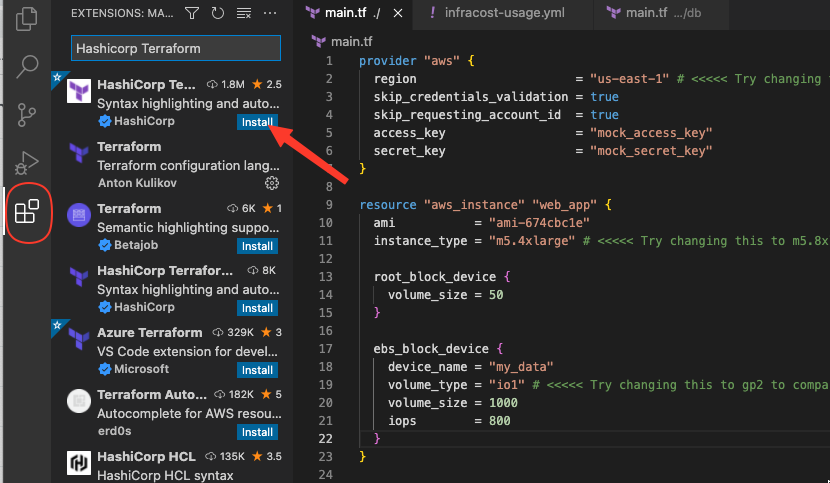 EXTENSIONS: MA...
Hashicorp Terraform
HashiCorp Te... 1.8M 2.5
Syntax highlighting and auto...
HashiCorp Install
Terraform
Terraform configuration lang...
Anton Kulikov
Terraform 6K 1
Semantic highlighting suppo...
Betajob Install
HashiCorp Terrafor... 8K
Syntax highlighting and auto...
HashiCorp Install
Azure Terraform 329K 3
VS Code extension for devel...
Microsoft Install
Terraform Auto... 182K 5
Autocomplete for AWS resou...
erd0s Install
HashiCorp HCL 135K 3.5
HashiCorp HCL syntax
main.tf ./ infracost-usage.yml main.tf .../db
main.tf
1 provider "aws" {
2 region = "us-east-1" # <<<<< Try changing
3 skip_credentials_validation = true
4 skip_requesting_account_id = true
5 access_key = "mock_access_key"
6 secret_key = "mock_secret_key"
}
8
9 resource "aws_instance" "web_app" {
10 ami = "ami-674cbc1e"
11 instance_type = "m5.4xlarge" # <<<<< Try changing this to m5.8x
12
13 root_block_device {
14 volume_size = 50
15 }
16
17 ebs_block_device {
18 device_name = "my_data"
19 volume_type = "io1" # <<<<< Try changing this to gp2 to compa
20 volume_size = 1000
21 iops = 800
22 }
23 }
24